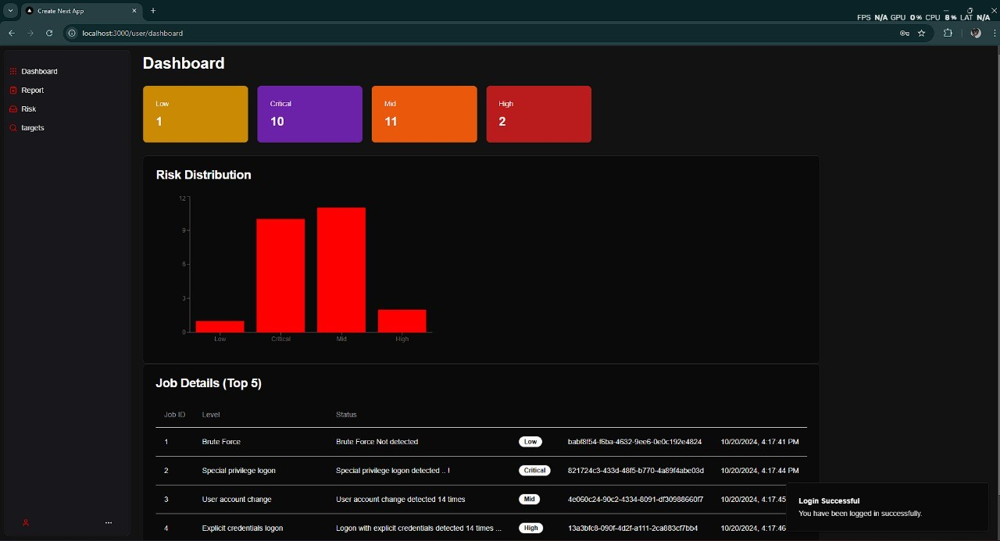 Create Next App
FPS N/A GPU 0% CPU 8% LAT N/A
localhost:3000/user/dashboard
Dashboard
Report
Risk
targets
Dashboard
Low
1
Critical
10
Mid
11
High
2
Risk Distribution
12
9
6
3
0
Low Critical Mid High
Job Details (Top 5)
Job ID Level Status
1 Brute Force Brute Force Not detected Low babf8f54-f6ba-4632-9ee6-0e0c192e4824 10/20/2024, 4:17:41 PM
2 Special privilege logon Special privilege logon detected .. ! Critical 821724c3-433d-48f5-b770-4a89f4abe03d 10/20/2024, 4:17:44 PM
3 User account change User account change detected 14 times Mid 4e060c24-90c2-4334-8091-df30988660f7 10/20/2024, 4:17:45
4 Explicit credentials logon Logon with explicit credentials detected 14 times ... High 13a3bfc8-090f-4d2f-a111-2ca883cf7bb4 10/20/2024, 4:17:46
Login Successful
You have been logged in successfully.